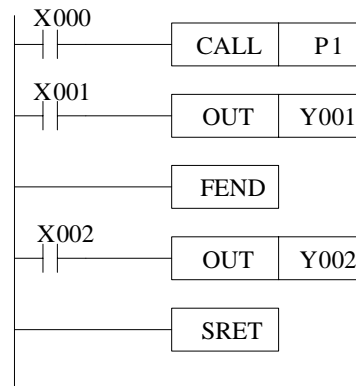 X000
CALL P1
X001
OUT Y001
FEND
X002
OUT Y002
SRET